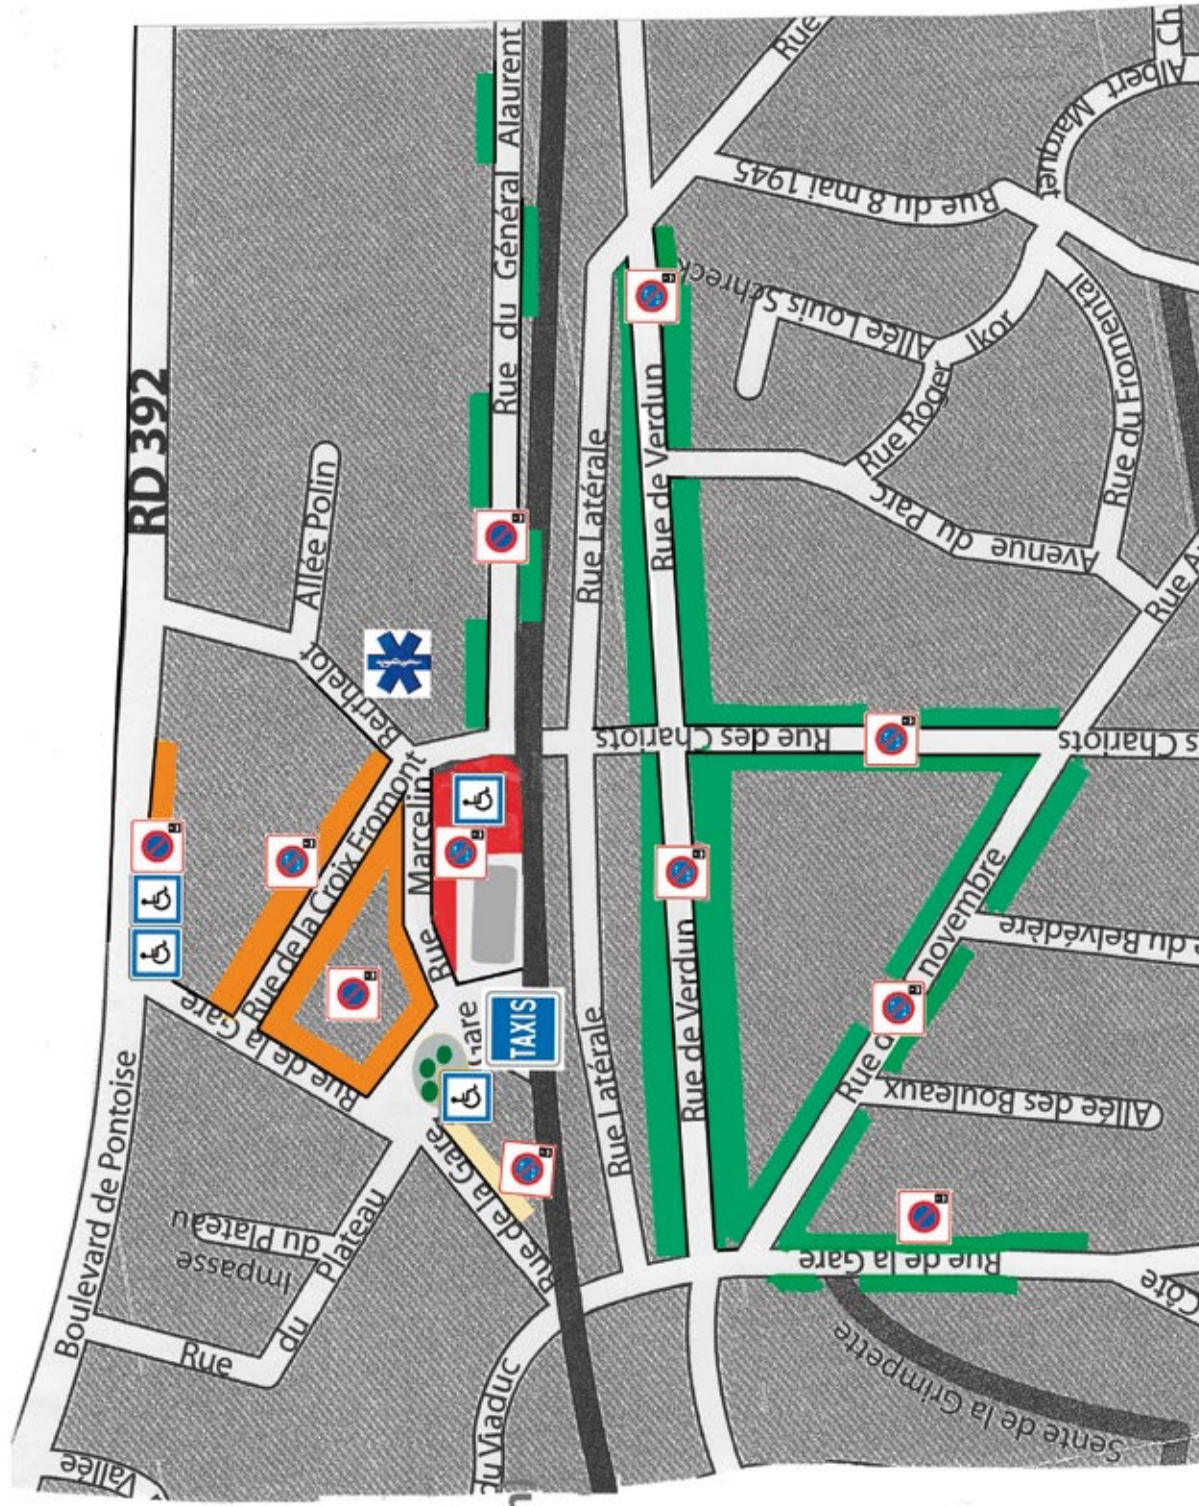 Rue
Ch
Albert Marquet
Rue du Général Alaurent
Rue du 8 mai 1945
Allée Louis Schreck
Ikor
Rue Roger
Rue du Fromental
RD 392
Allée Polin
Rue Latérale
Rue de Verdun
Avenue du Parc
Rue A
Berthelot
Rue des Chariots
s Chariots
Marcelin
Rue
Rue de la Croix Fromont
novembre
Rue d
e du Belvédère
Rue de la Gare
Gare
TAXIS
Rue Latérale
Rue de Verdun
Allée des Bouleaux
Boulevard de Pontoise
Rue de la Gare
Impasse du Plateau
Rue du Plateau
Rue de la Gare
Côte
Sente de la Grimpette
du Viaduc
Vallée